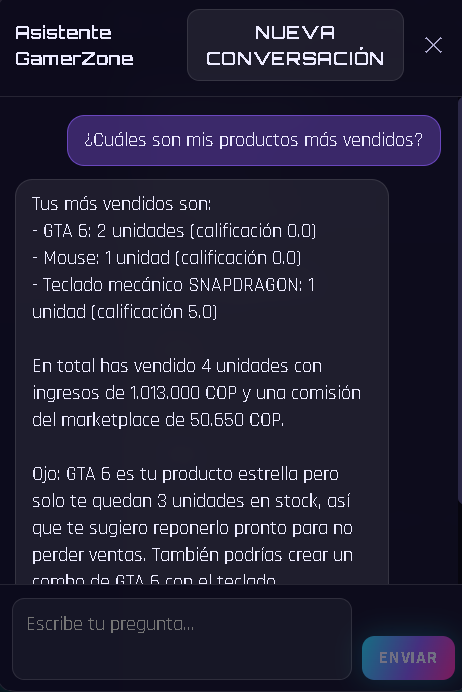 Asistente
GamerZone
NUEVA
CONVERSACIÓN
¿Cuáles son mis productos más vendidos?
Tus más vendidos son:
- GTA 6: 2 unidades (calificación 0.0)
- Mouse: 1 unidad (calificación 0.0)
- Teclado mecánico SNAPDRAGON: 1
unidad (calificación 5.0)
En total has vendido 4 unidades con
ingresos de 1.013.000 COP y una comisión
del marketplace de 50.650 COP.
Ojo: GTA 6 es tu producto estrella pero
solo te quedan 3 unidades en stock, así
que te sugiero reponerlo pronto para no
perder ventas. También podrías crear un
combo de GTA 6 con el teclado
Escribe tu pregunta...
ENVIAR